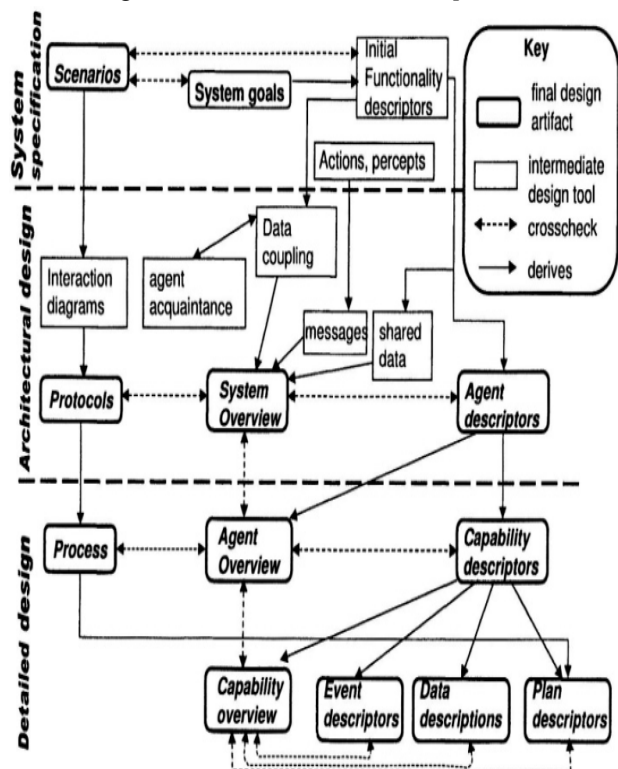 System
specification
Scenarios
System goals
Initial
Functionality
descriptors
Actions, percepts
Key
final design
artifact
intermediate
design tool
crosscheck
derives
Architectural design
Interaction
diagrams
agent
acquaintance
Data
coupling
messages
shared
data
Protocols
System
Overview
Agent
descriptors
Detailed design
Process
Agent
Overview
Capability
descriptors
Capability
overview
Event
descriptors
Data
descriptions
Plan
descriptors